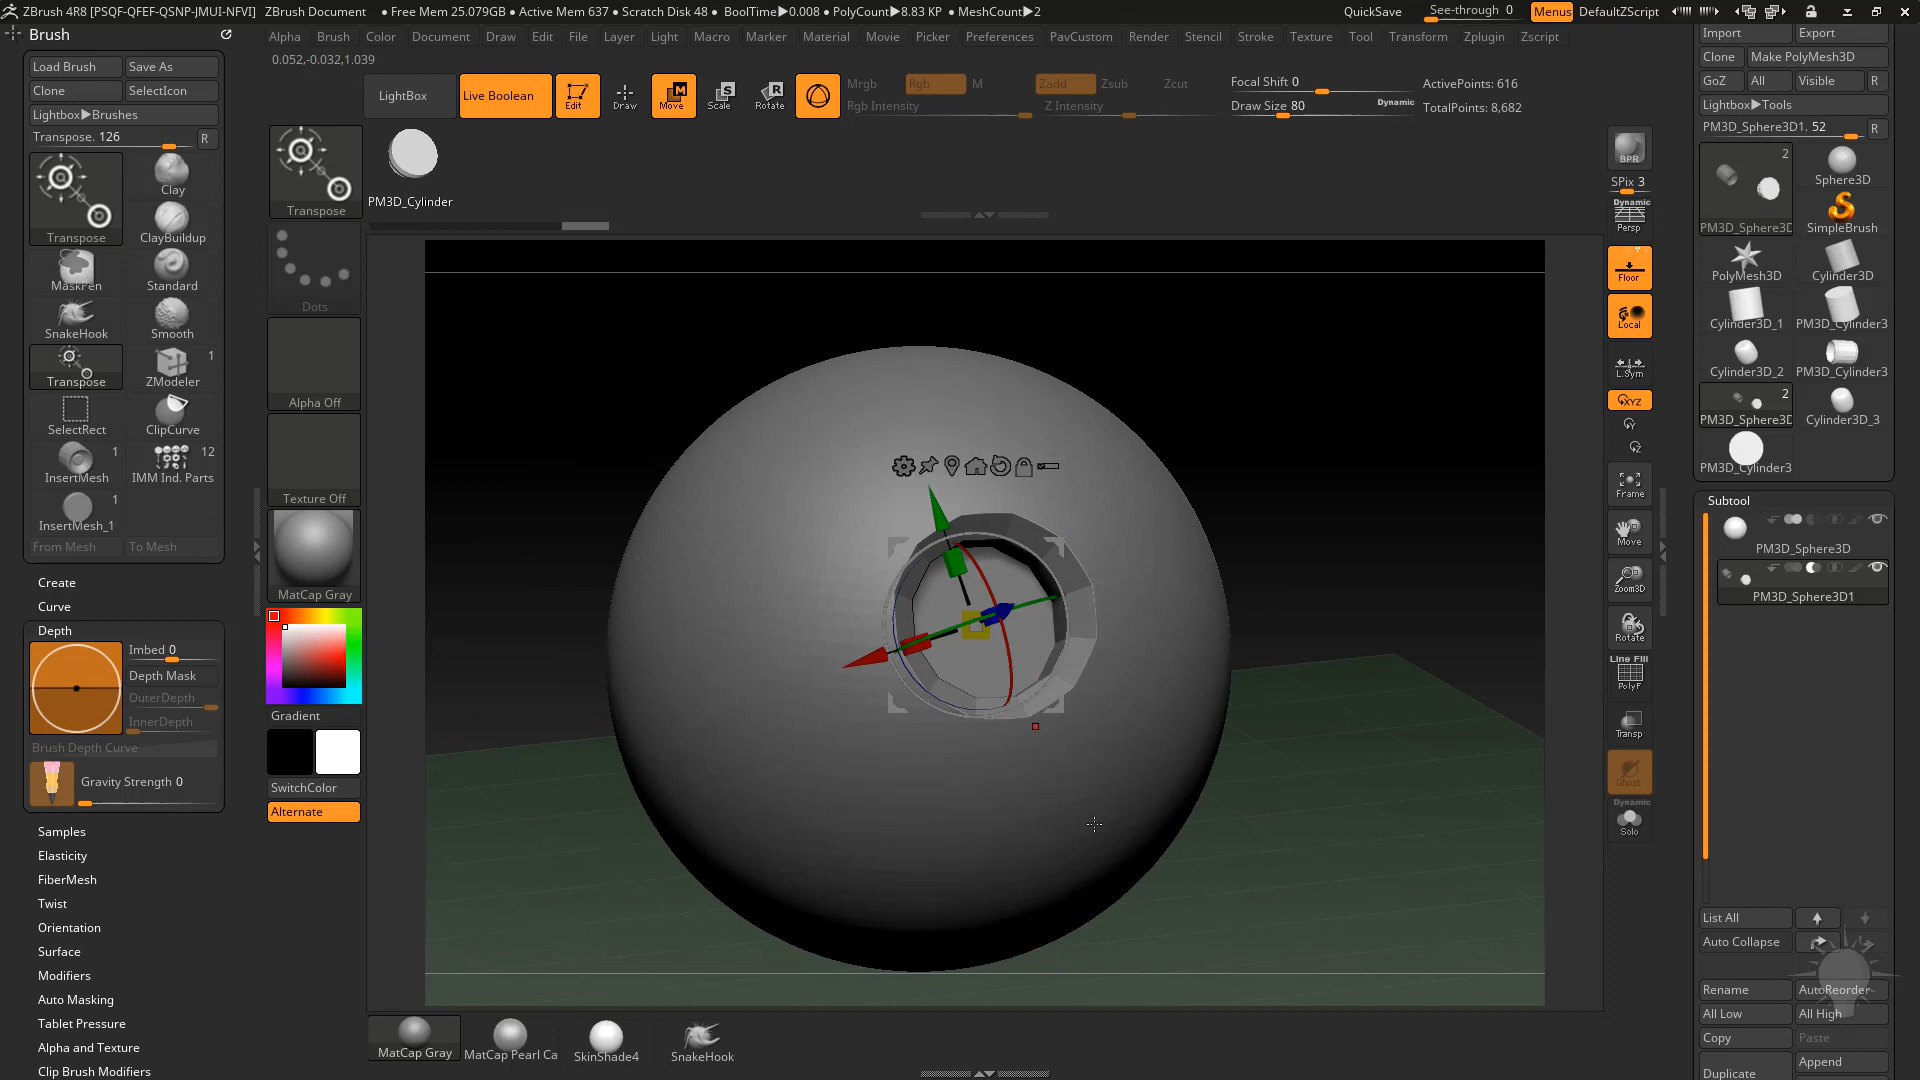 ZBrush 4R8 [PSQF-QFEF-QSNP-JMUI-NFVI] ZBrush Document • Free Mem 25.079GB • Active Mem 637 • Scratch Disk 48 • BoolTime▶0.008 • PolyCount▶8.83 KP • MeshCount▶2 QuickSave See-through 0 Menus DefaultZScript
Brush Alpha Brush Color Document Draw Edit File Layer Light Macro Marker Material Movie Picker Preferences PavCustom Render Stencil Stroke Texture Tool Transform Zplugin Zscript
0.052,-0.032,1.039
Load Brush Save As
Clone SelectIcon
Lightbox▶Brushes
Transpose. 126 R
Transpose Clay
ClayBuildup
MaskPen Standard
SnakeHook Smooth
Transpose ZModeler 1
SelectRect ClipCurve
InsertMesh 1 IMM Ind. Parts 12
InsertMesh_1 1
From Mesh To Mesh
Create
Curve
Depth
Imbed 0
Depth Mask
OuterDepth
InnerDepth
Brush Depth Curve
Gravity Strength 0
Samples
Elasticity
FiberMesh
Twist
Orientation
Surface
Modifiers
Auto Masking
Tablet Pressure
Alpha and Texture
Clip Brush Modifiers
LightBox Live Boolean Edit Draw Move Scale Rotate
Mrgb Rgb M Zadd Zsub Zcut
Rgb Intensity Z Intensity
Focal Shift 0
Draw Size 80 Dynamic
ActivePoints: 616
TotalPoints: 8,682
Transpose
PM3D_Cylinder
Dots
Alpha Off
Texture Off
MatCap Gray
Gradient
SwitchColor
Alternate
MatCap Gray MatCap Pearl Ca SkinShade4 SnakeHook
BPR
SPix 3
Dynamic
Persp
Floor
Local
L.Sym
XYZ
Frame
Move
Zoom3D
Rotate
Line Fill
PolyF
Transp
Ghost
Dynamic
Solo
Import Export
Clone Make PolyMesh3D
GoZ All Visible R
Lightbox▶Tools
PM3D_Sphere3D1. 52 R
2
PM3D_Sphere3D Sphere3D
SimpleBrush
PolyMesh3D Cylinder3D
Cylinder3D_1 PM3D_Cylinder3
Cylinder3D_2 PM3D_Cylinder3
2
PM3D_Sphere3D Cylinder3D_3
PM3D_Cylinder3
Subtool
PM3D_Sphere3D
PM3D_Sphere3D1
List All
Auto Collapse
Rename AutoReorder
All Low All High
Copy Paste
Append
Duplicate